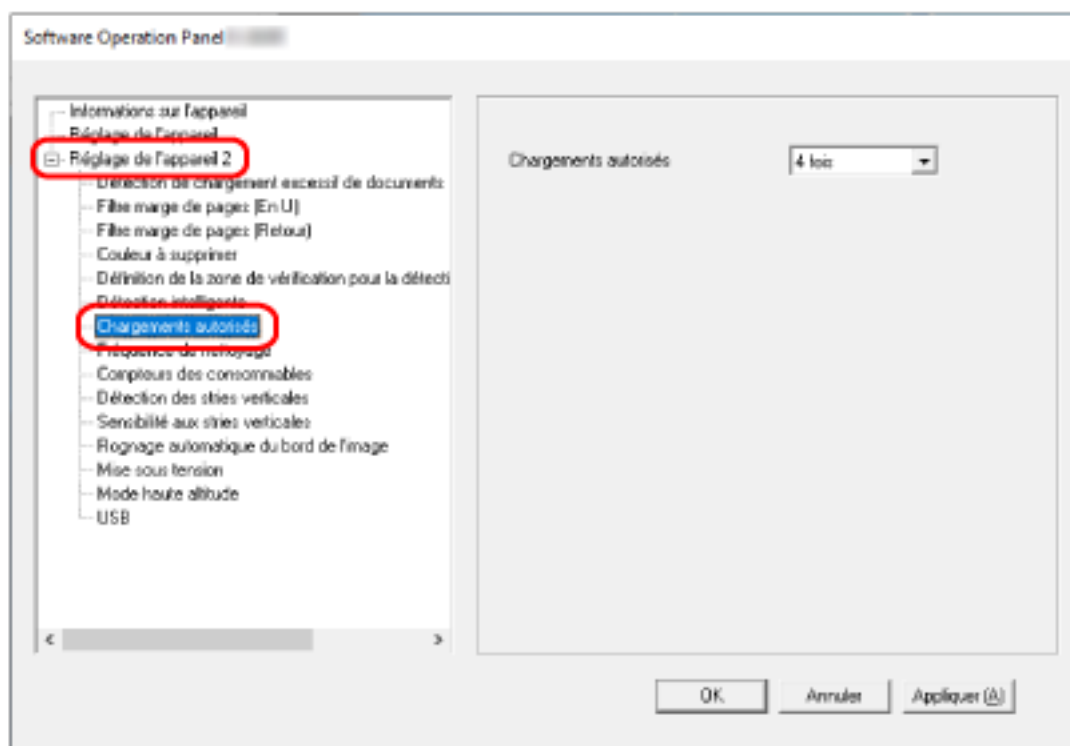 Software Operation Panel
Informations sur l'appareil
Réglage de l'appareil
Réglage de l'appareil 2
Détection de chargement excessif de documents
Filtre marge de pages (En U)
Filtre marge de pages (Retour)
Couleur à supprimer
Définition de la zone de vérification pour la détecti
Détection intelligente
Chargements autorisés
Fréquence de nettoyage
Compteurs des consommables
Détection des stries verticales
Sensibilité aux stries verticales
Rognage automatique du bord de l'image
Mise sous tension
Mode haute altitude
USB
Chargements autorisés
4 fois
OK
Annuler
Appliquer (A)